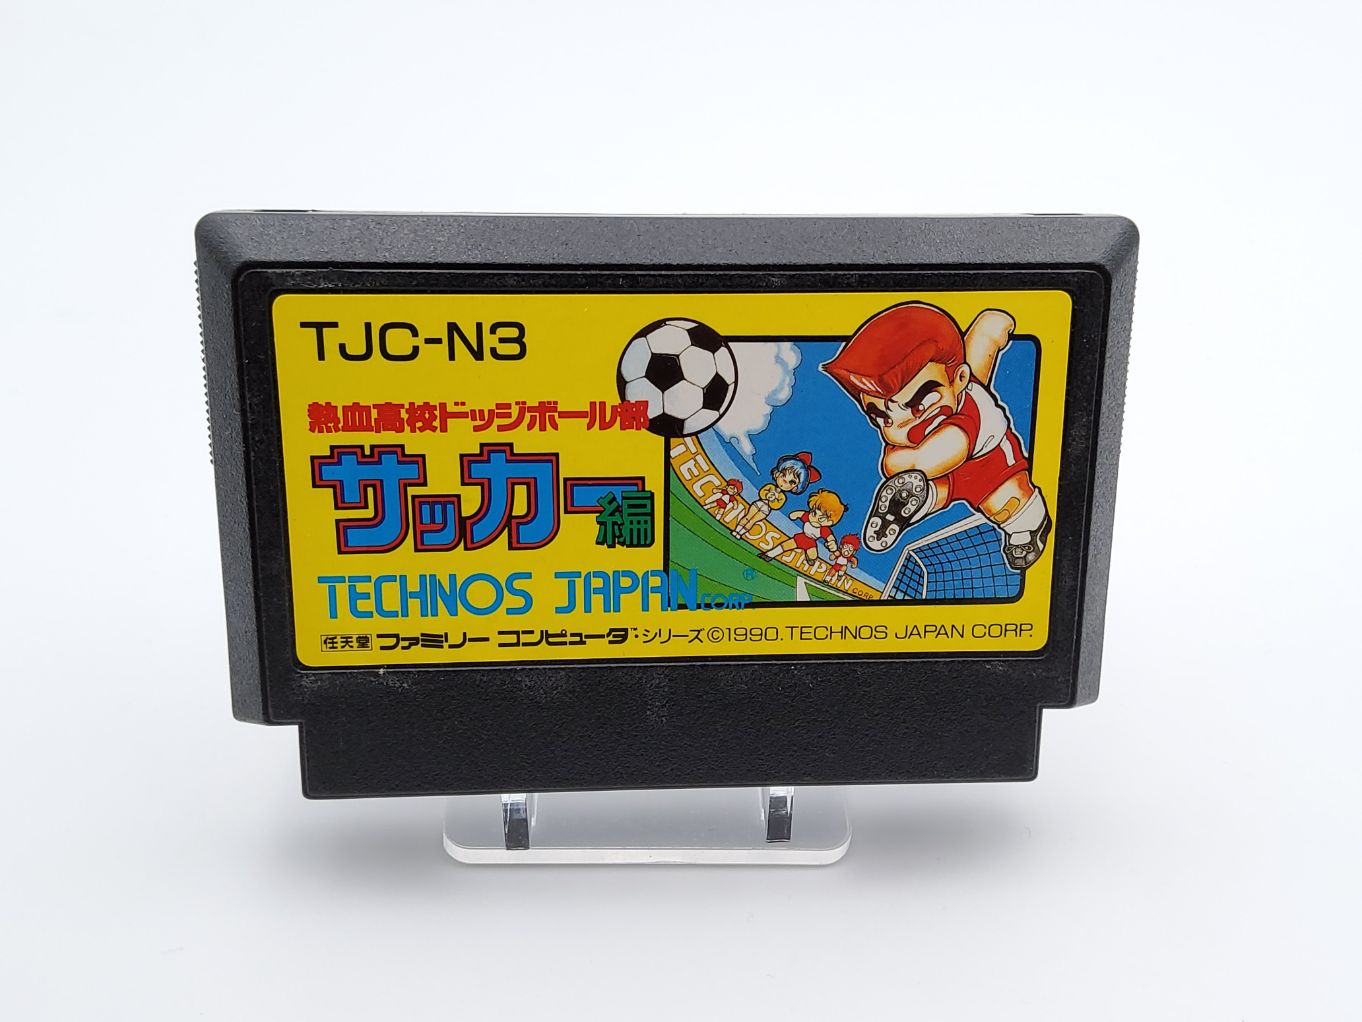 TJC-N3
熱血高校ドッジボール部
サッカー編
TECHNOS JAPAN CORP.®
TECHNOS JAPAN CORP.
任天堂 ファミリー コンピュータ™・シリーズ©1990.TECHNOS JAPAN CORP.